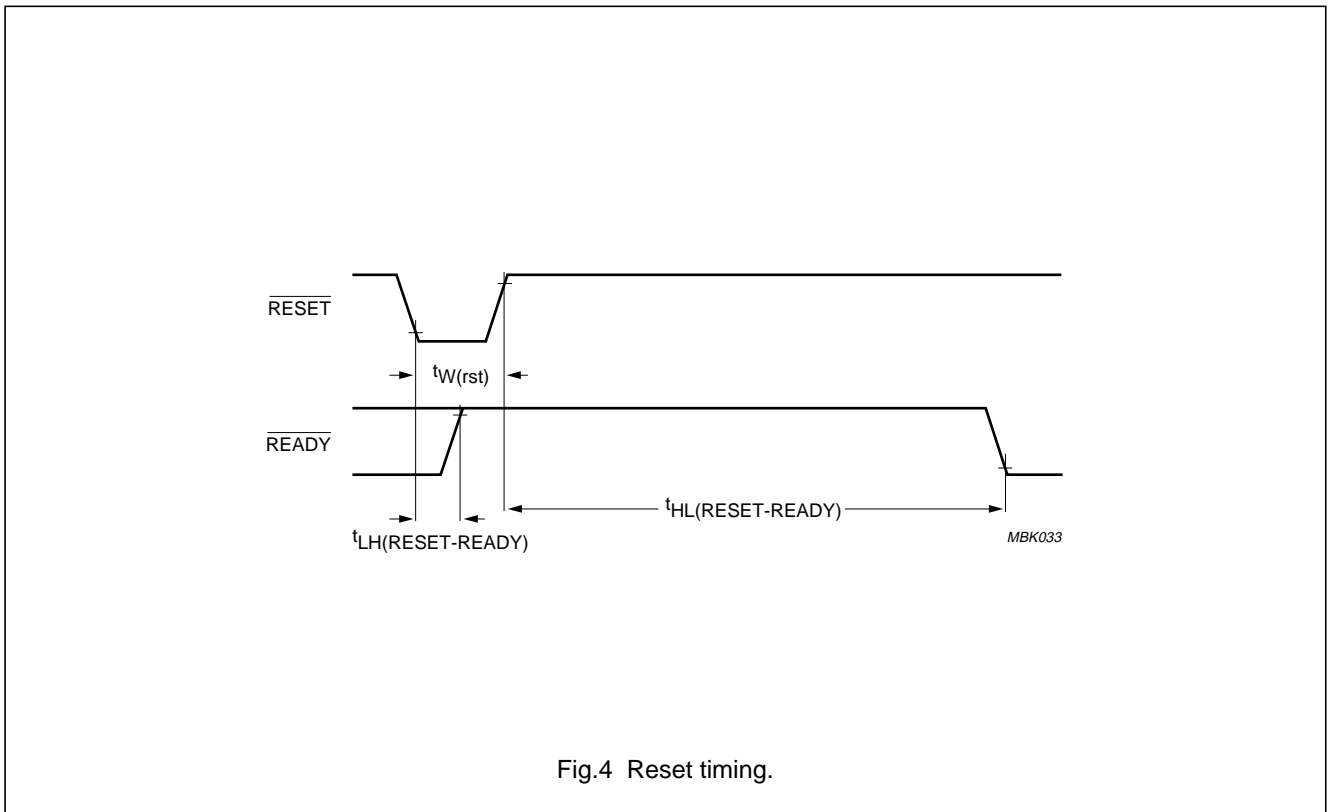 RESET
tW(rst)
READY
tHL(RESET-READY)
tLH(RESET-READY)
MBK033
Fig.4 Reset timing.